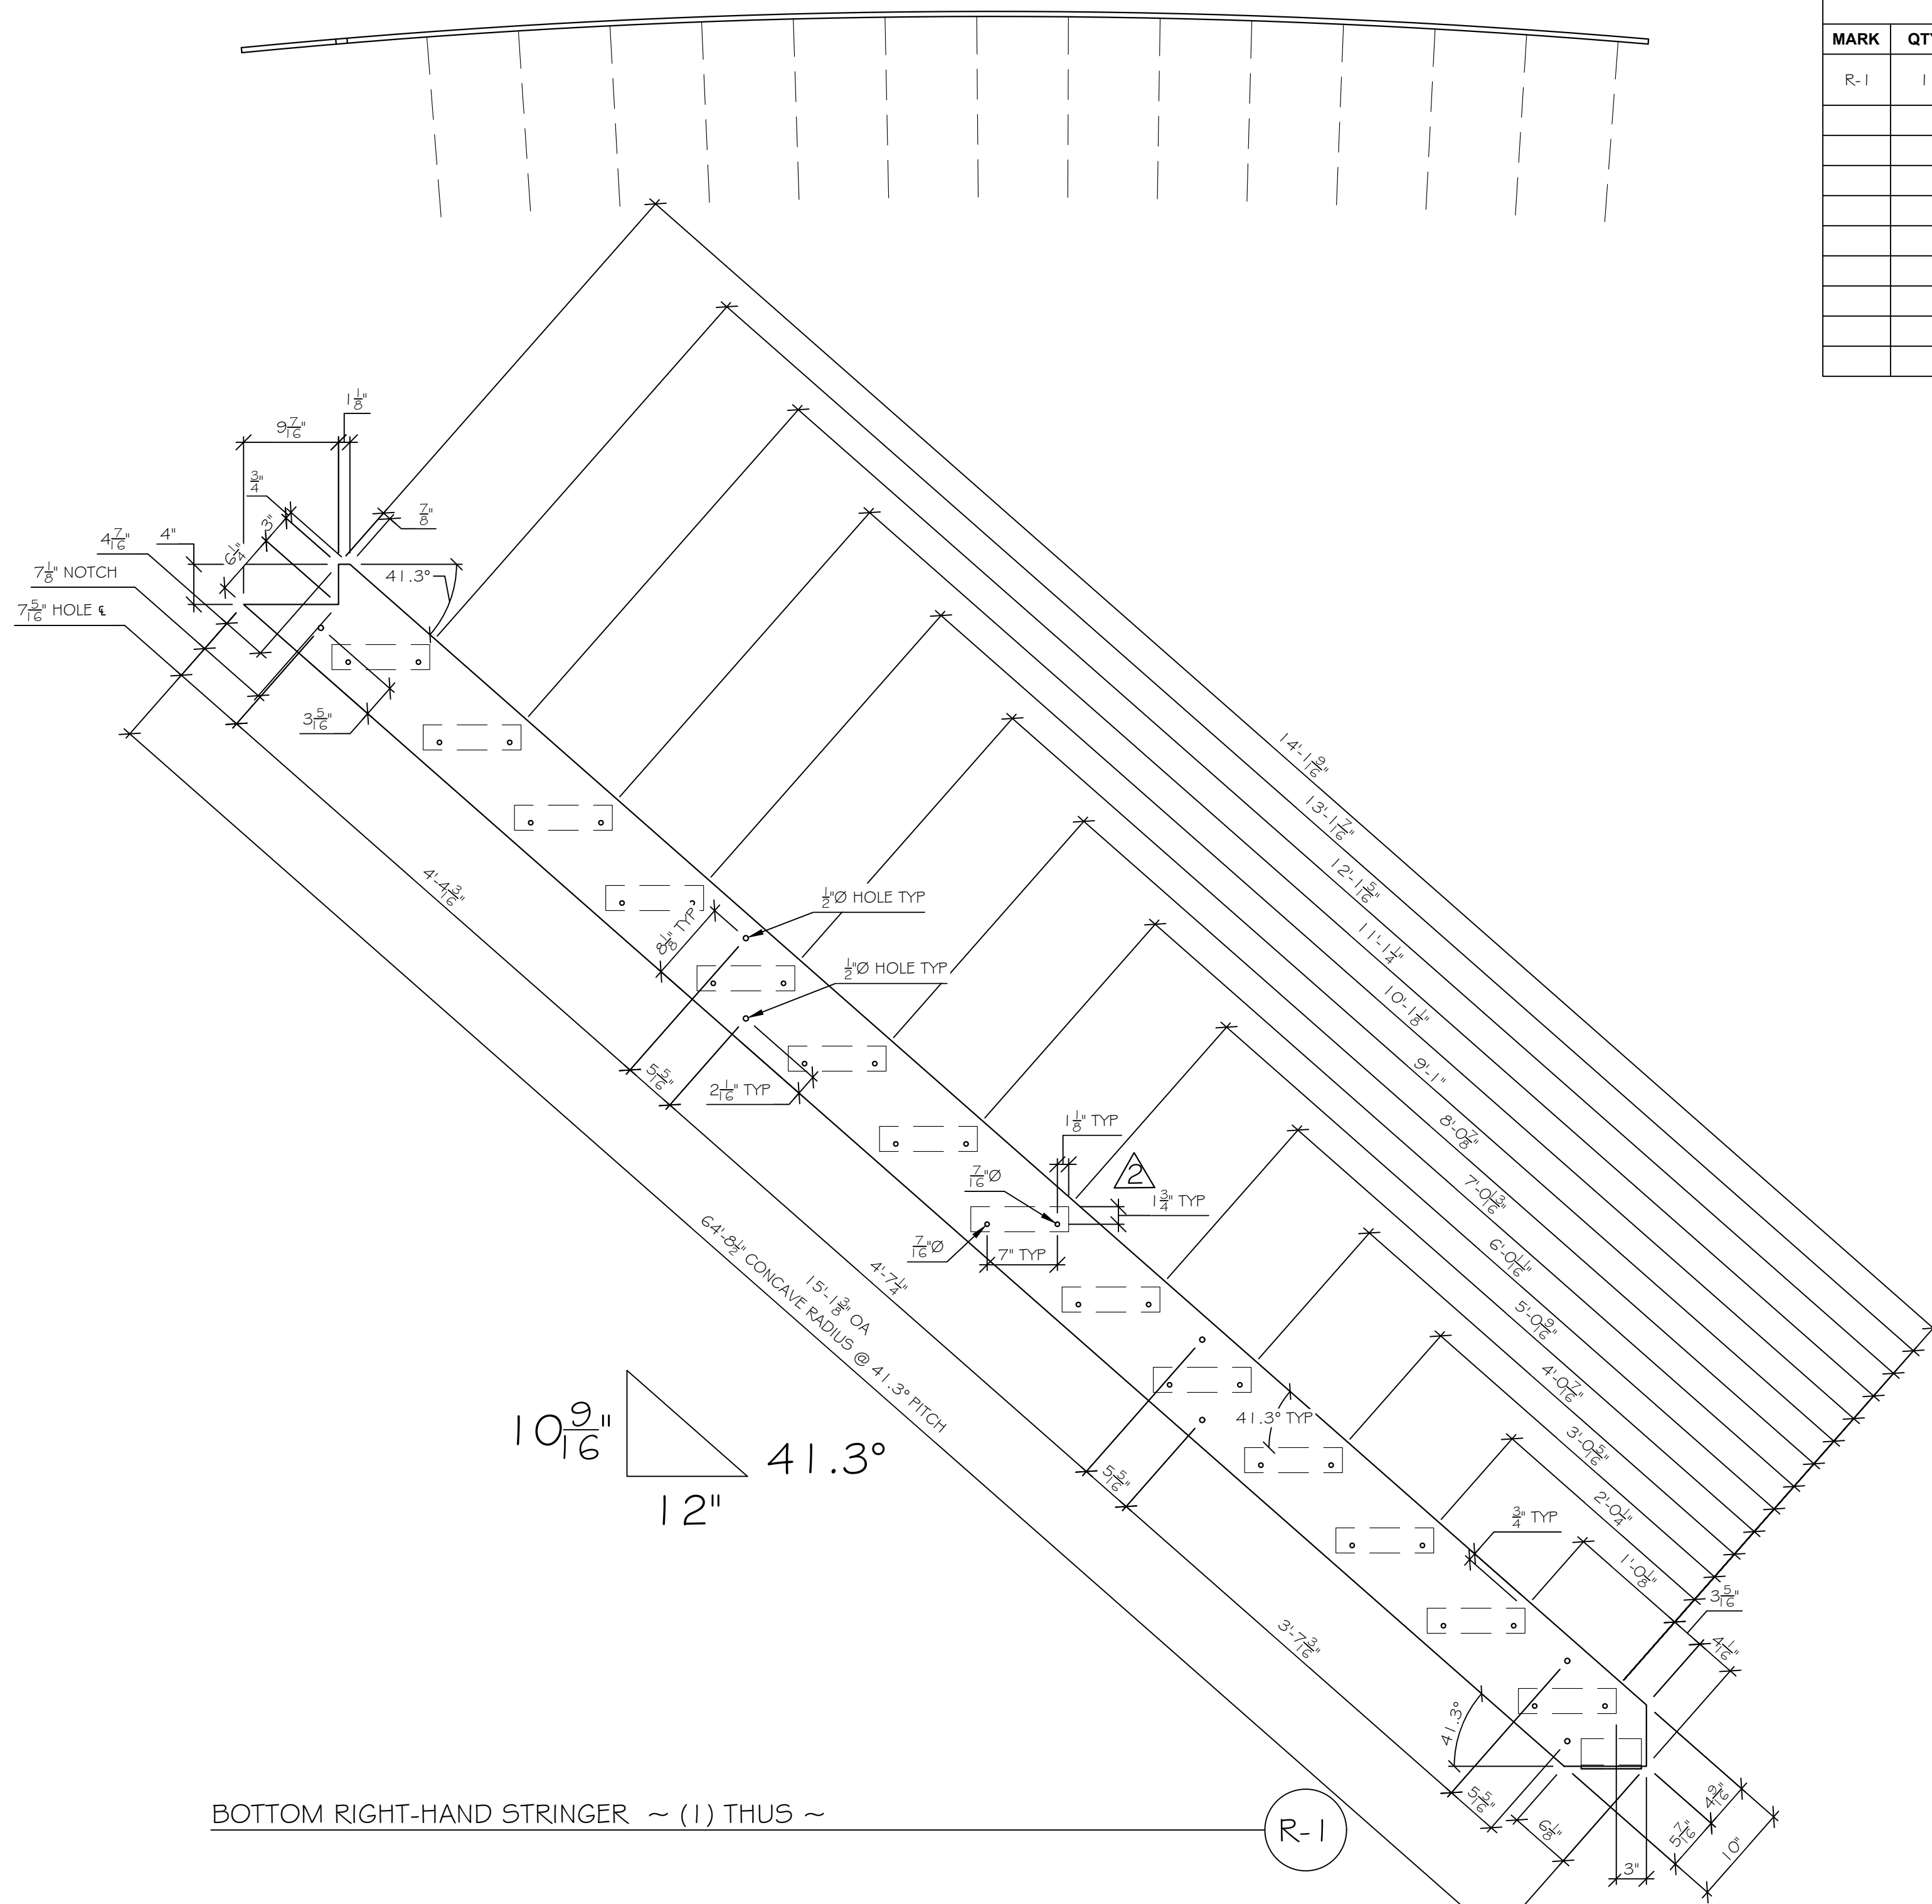 MARK QT
R-1 1
1 1/8"
9 7/16"
3/4"
3"
7/8"
6 1/4"
4"
4 7/16"
7 1/8" NOTCH
7 5/16" HOLE ℄
41.3°
3 5/16"
14'-1 9/16"
13'-1 7/16"
12'-1 5/16"
11'-1 1/4"
10'-1 1/8"
9'-1"
8'-0 7/8"
7'-0 13/16"
6'-0 11/16"
5'-0 9/16"
4'-0 7/16"
3'-0 5/16"
2'-0 1/4"
1'-0 1/8"
4'-4 3/16"
1/2"Ø HOLE TYP
8 1/8" TYP
1/2"Ø HOLE TYP
5 5/16"
2 1/16" TYP
1 1/8" TYP
2
7/16"Ø
1 3/4" TYP
7/16"Ø
7" TYP
4'-7 1/4"
15'-1 3/8" OA
64'-8 1/2" CONCAVE RADIUS @ 41.3° PITCH
10 9/16"
41.3°
12"
41.3° TYP
5 5/16"
3/4" TYP
3 5/16"
4 1/16"
3'-7 3/16"
41.3°
5 5/16"
6 1/8"
3"
4 9/16"
5 7/16"
10"
BOTTOM RIGHT-HAND STRINGER ~ (1) THUS ~
R-1